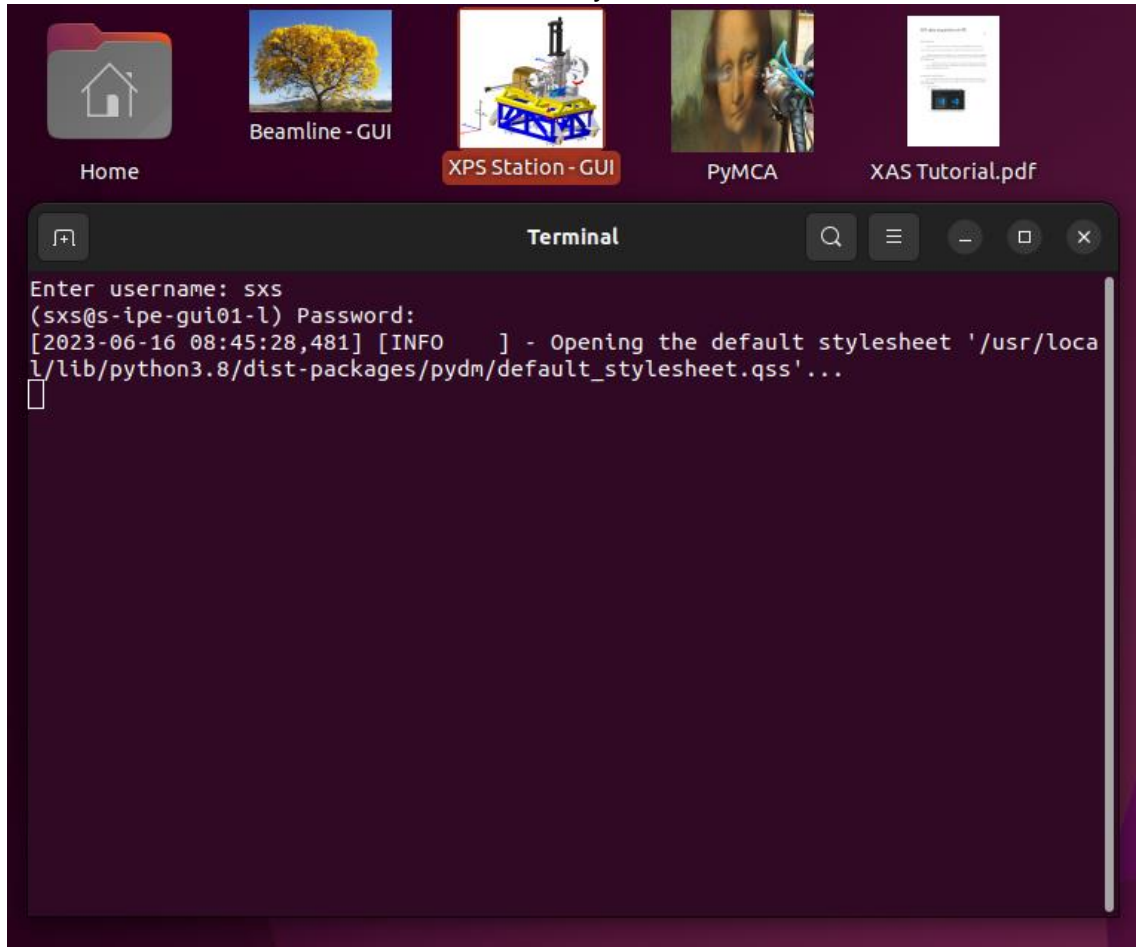 Home
Beamline - GUI
XPS Station - GUI
PyMCA
XAS Tutorial.pdf
Terminal
Enter username: sxs
(sxs@s-ipe-gui01-l) Password:
[2023-06-16 08:45:28,481] [INFO    ] - Opening the default stylesheet '/usr/loca
l/lib/python3.8/dist-packages/pydm/default_stylesheet.qss'...